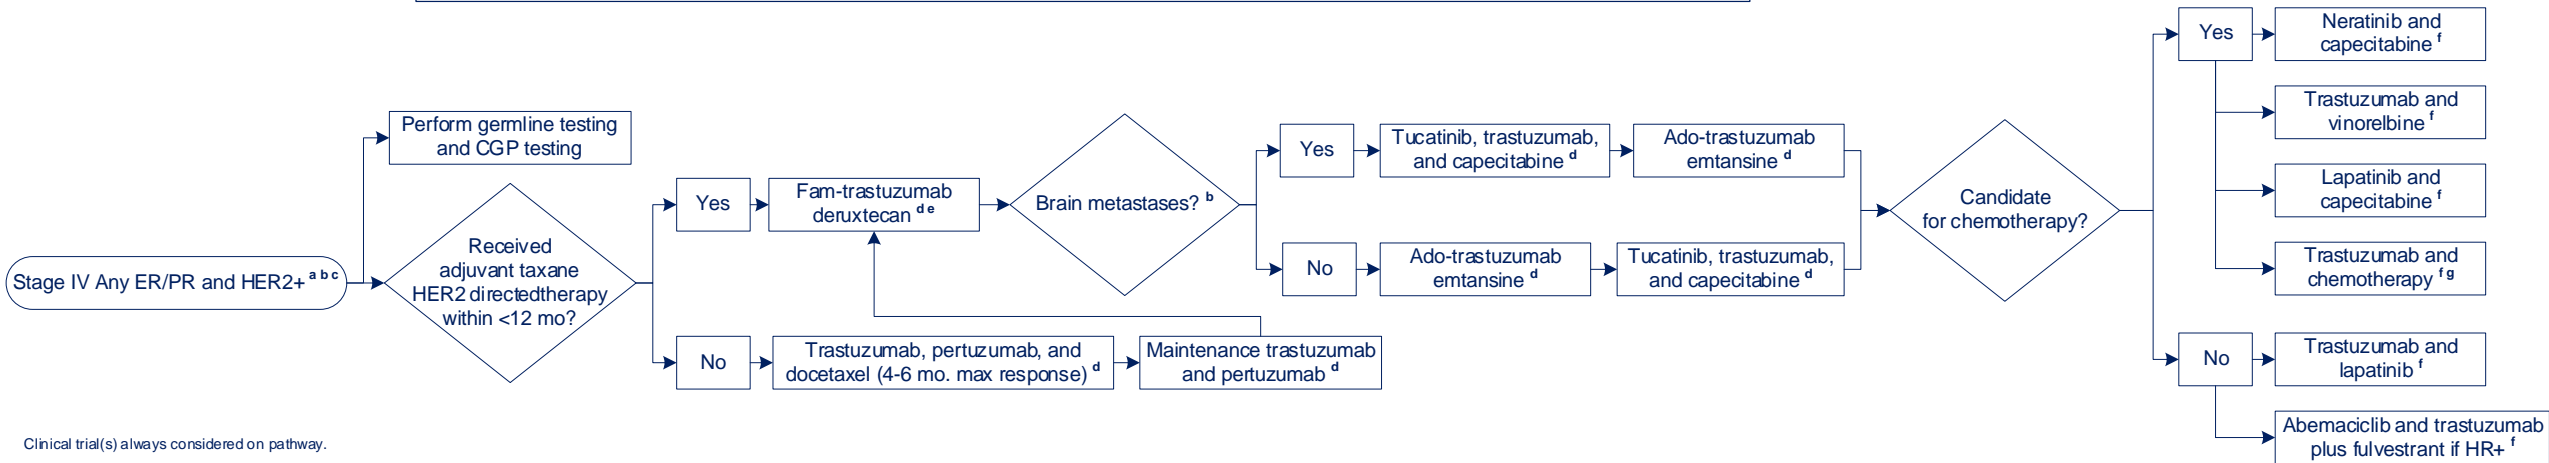 Perform germline testing
and CGP testing
Stage IV Any ER/PR and HER2+ a b c
Received
adjuvant taxane
HER2 directedtherapy
within <12 mo?
Yes
Fam-trastuzumab
deruxtecan d e
No
Trastuzumab, pertuzumab, and
docetaxel (4-6 mo. max response) d
Maintenance trastuzumab
and pertuzumab d
Brain metastases? b
Yes
Tucatinib, trastuzumab,
and capecitabine d
Ado-trastuzumab
emtansine d
No
Ado-trastuzumab
emtansine d
Tucatinib, trastuzumab,
and capecitabine d
Candidate
for chemotherapy?
Yes
Neratinib and
capecitabine f
Trastuzumab and
vinorelbine f
Lapatinib and
capecitabine f
Trastuzumab and
chemotherapy f g
No
Trastuzumab and
lapatinib f
Abemaciclib and trastuzumab
plus fulvestrant if HR+ f
Clinical trial(s) always considered on pathway.